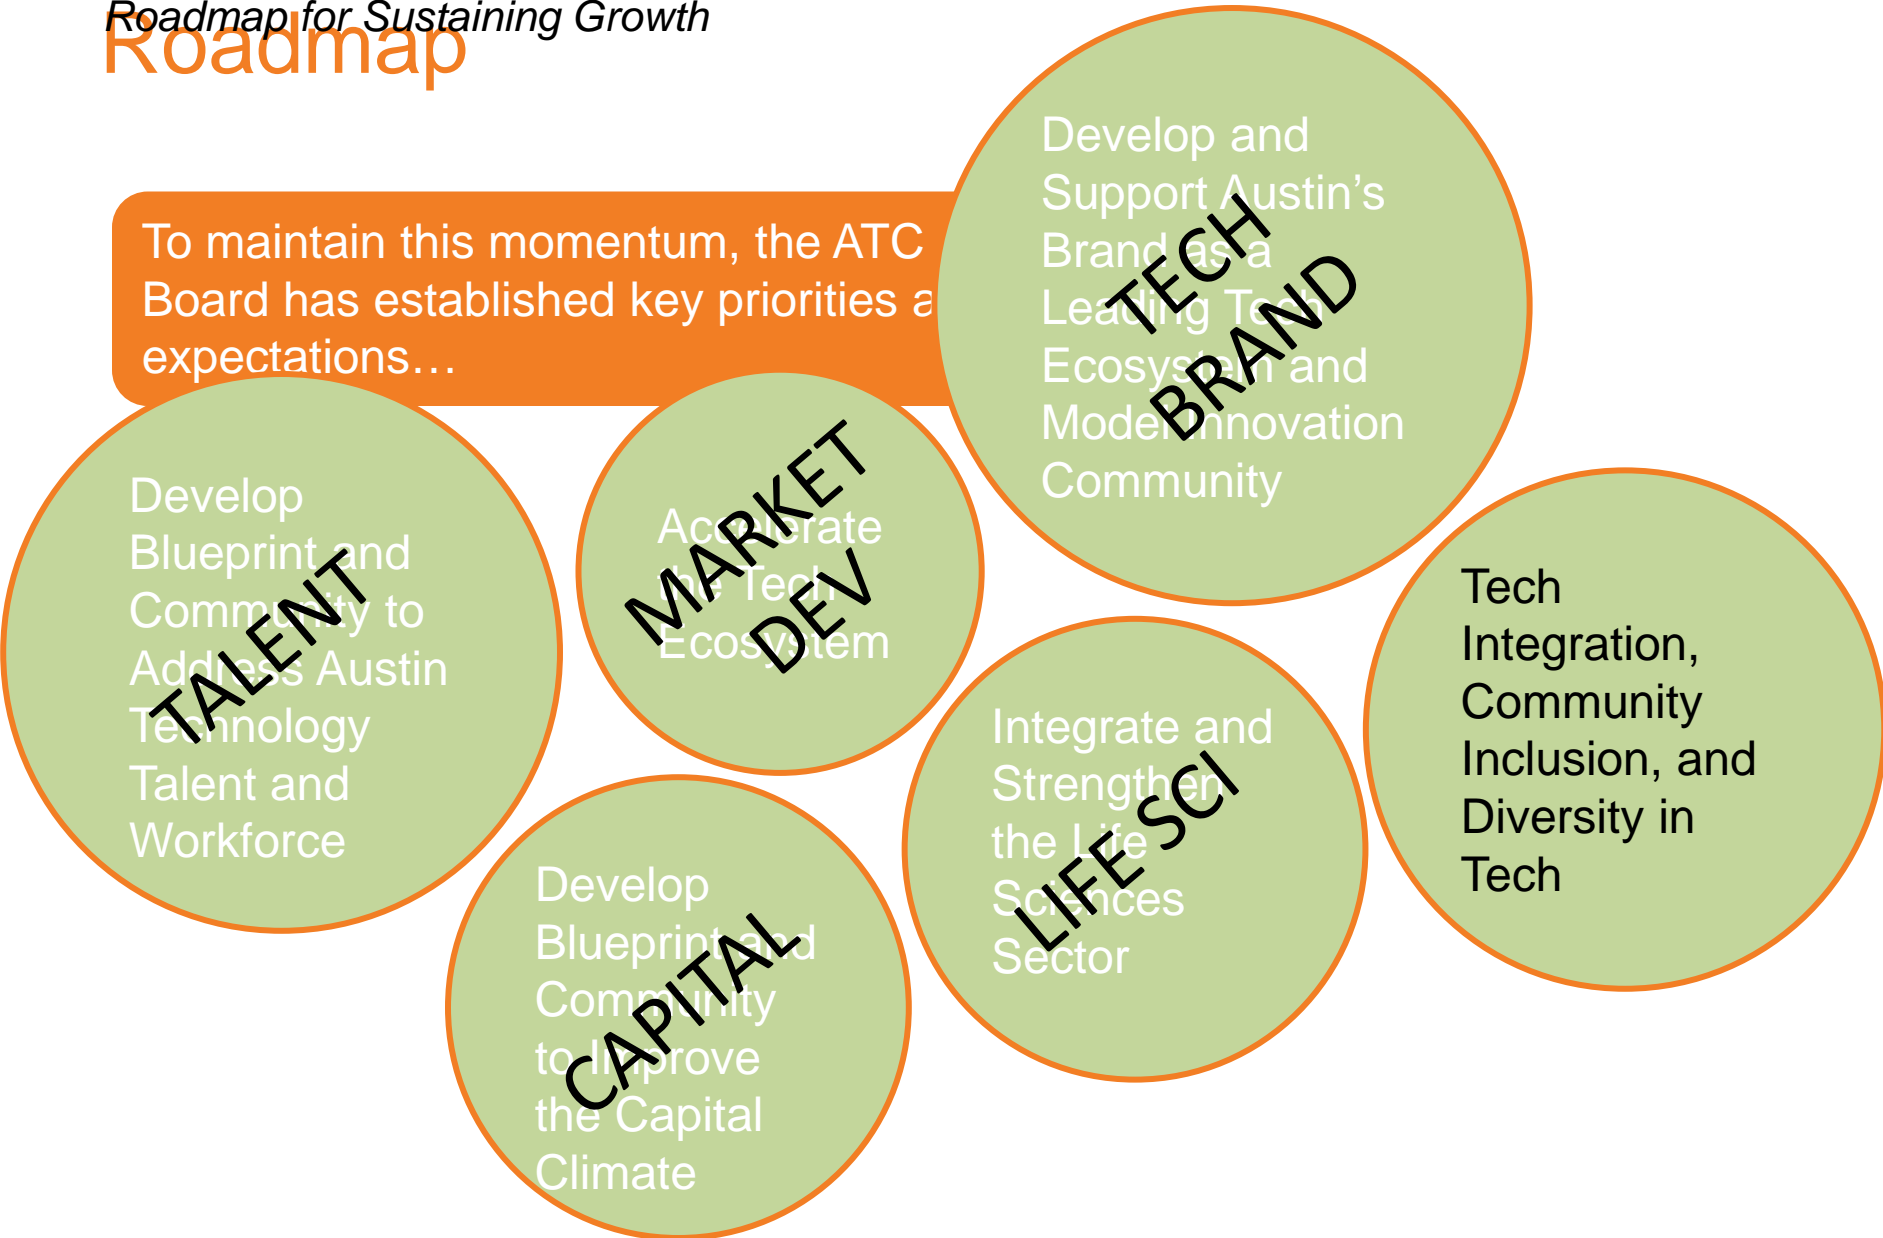 Roadmap for Sustaining Growth
Roadmap
To maintain this momentum, the ATC
Board has established key priorities
expectations…
Develop and
Support Austin’s
Brand as a
Leading Tech
Ecosystem and
Model Innovation
Community
TECH
BRAND
Develop
Blueprint and
Community to
Address Austin
Technology
Talent and
Workforce
TALENT
Accelerate
the Tech
Ecosystem
MARKET
DEV
Tech
Integration,
Community
Inclusion, and
Diversity in
Tech
Integrate and
Strengthen
the Life
Sciences
Sector
LIFE SCI
Develop
Blueprint and
Community
to Improve
the Capital
Climate
CAPITAL